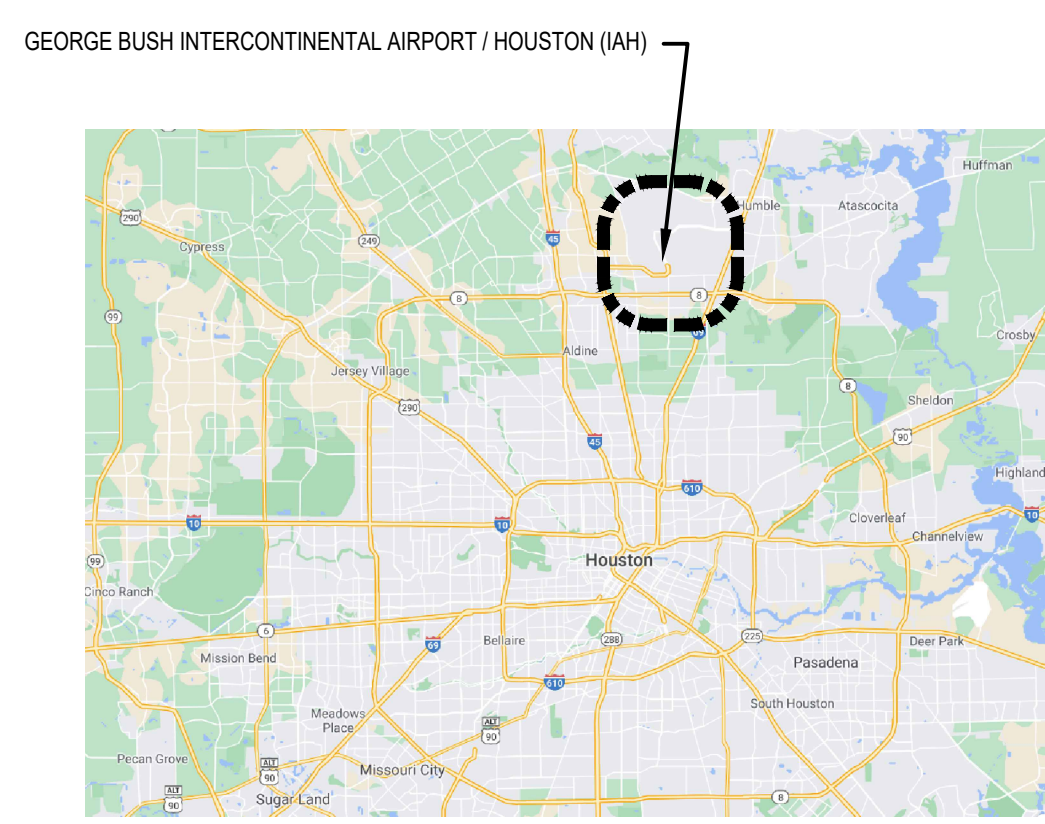 GEORGE BUSH INTERCONTINENTAL AIRPORT / HOUSTON (IAH)
Huffman
Humble
Atascocita
290
Cypress
249
45
8
8
99
69
Crosby
Aldine
Jersey Village
8
Sheldon
290
45
90
Highland
610
10
10
Cloverleaf
10
Channelview
Houston
99
Cinco Ranch
6
69
Bellaire
288
225
Deer Park
Mission Bend
Pasadena
610
South Houston
Meadows
Place
ALT
90
Pecan Grove
ALT
90
Missouri City
ALT
90
Sugar Land
8